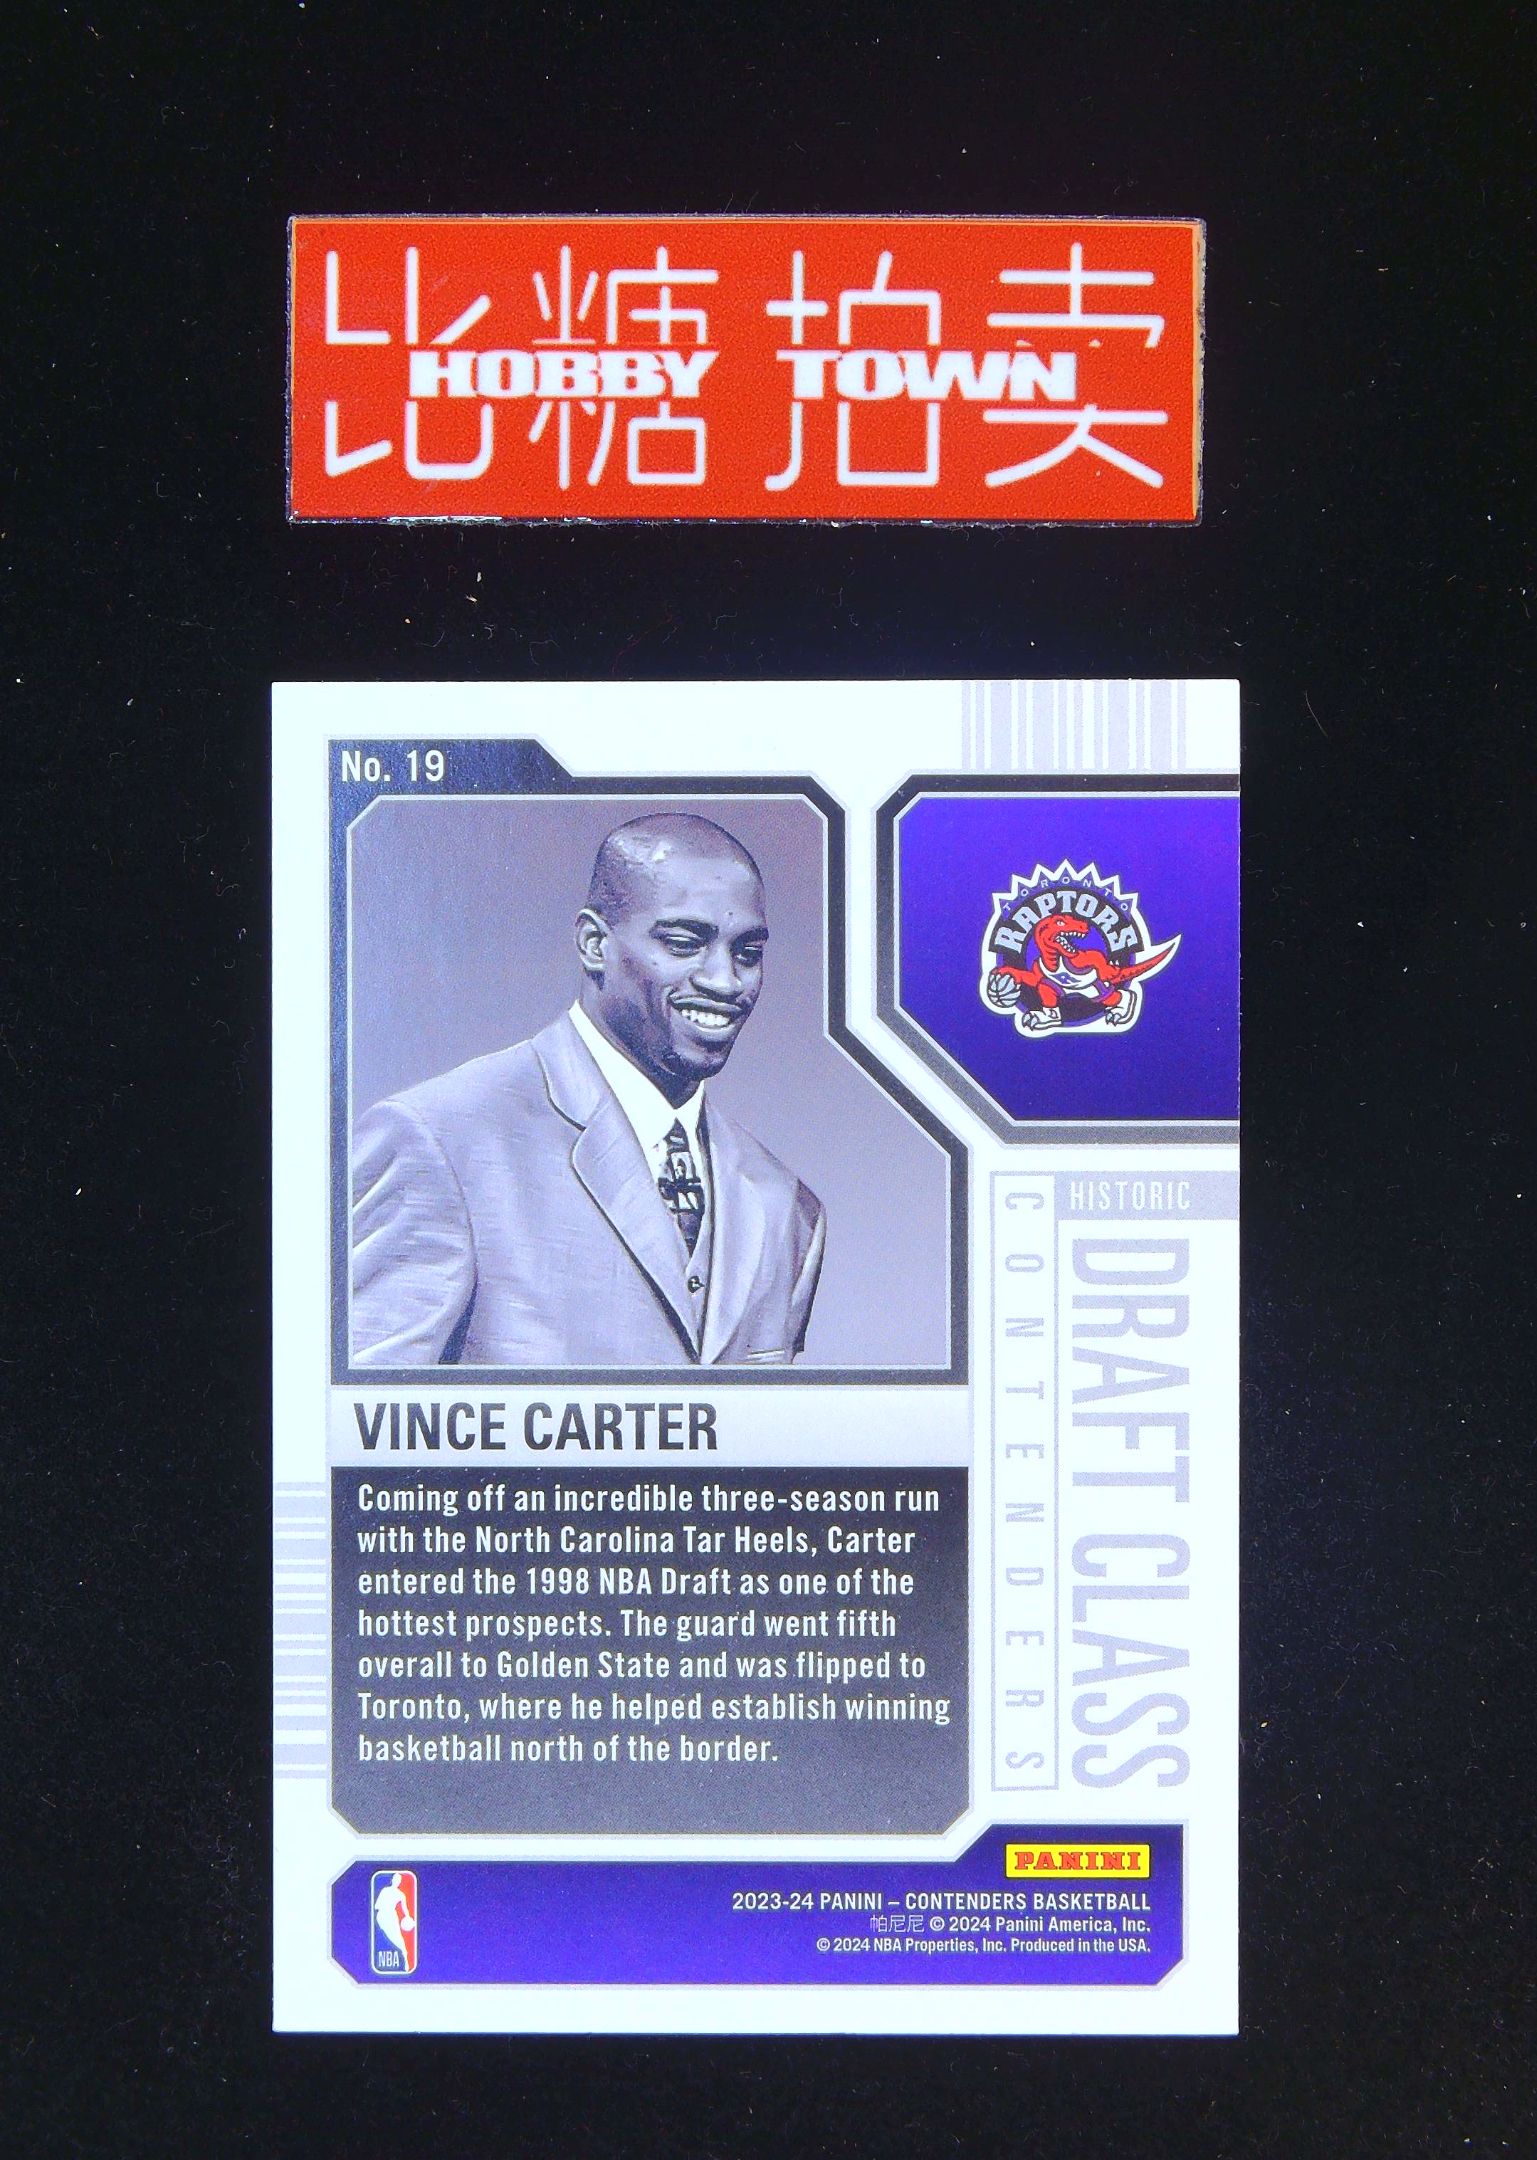 比糖拍卖
HOBBY TOWN
No. 19
TORONTO
RAPTORS
HISTORIC
DRAFT CLASS
CONTENDERS
VINCE CARTER
Coming off an incredible three-season run
with the North Carolina Tar Heels, Carter
entered the 1998 NBA Draft as one of the
hottest prospects. The guard went fifth
overall to Golden State and was flipped to
Toronto, where he helped establish winning
basketball north of the border.
NBA
PANINI
2023-24 PANINI – CONTENDERS BASKETBALL
帕尼尼 © 2024 Panini America, Inc.
© 2024 NBA Properties, Inc. Produced in the USA.